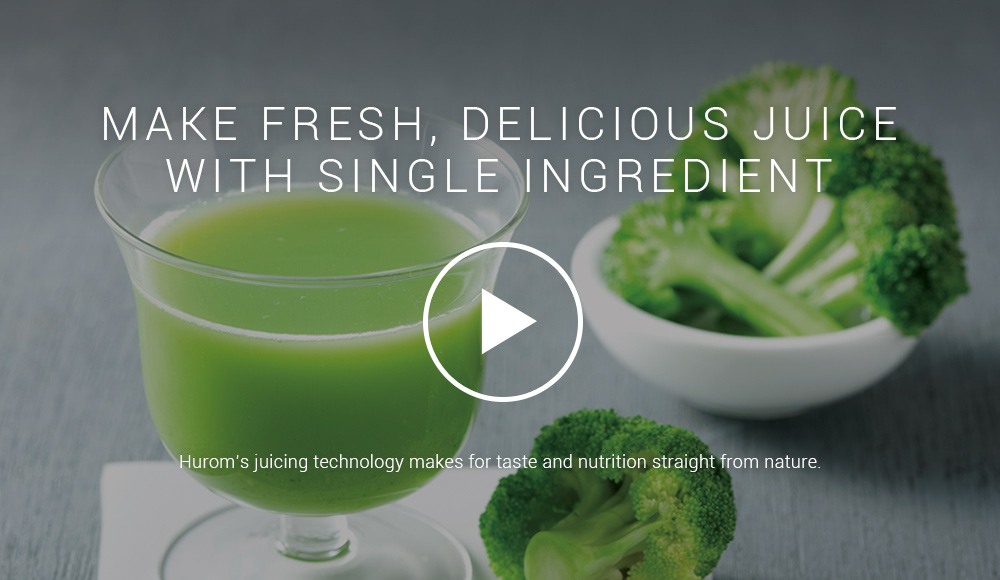 MAKE FRESH, DELICIOUS JUICE
WITH SINGLE INGREDIENT
Hurom's juicing technology makes for taste and nutrition straight from nature.